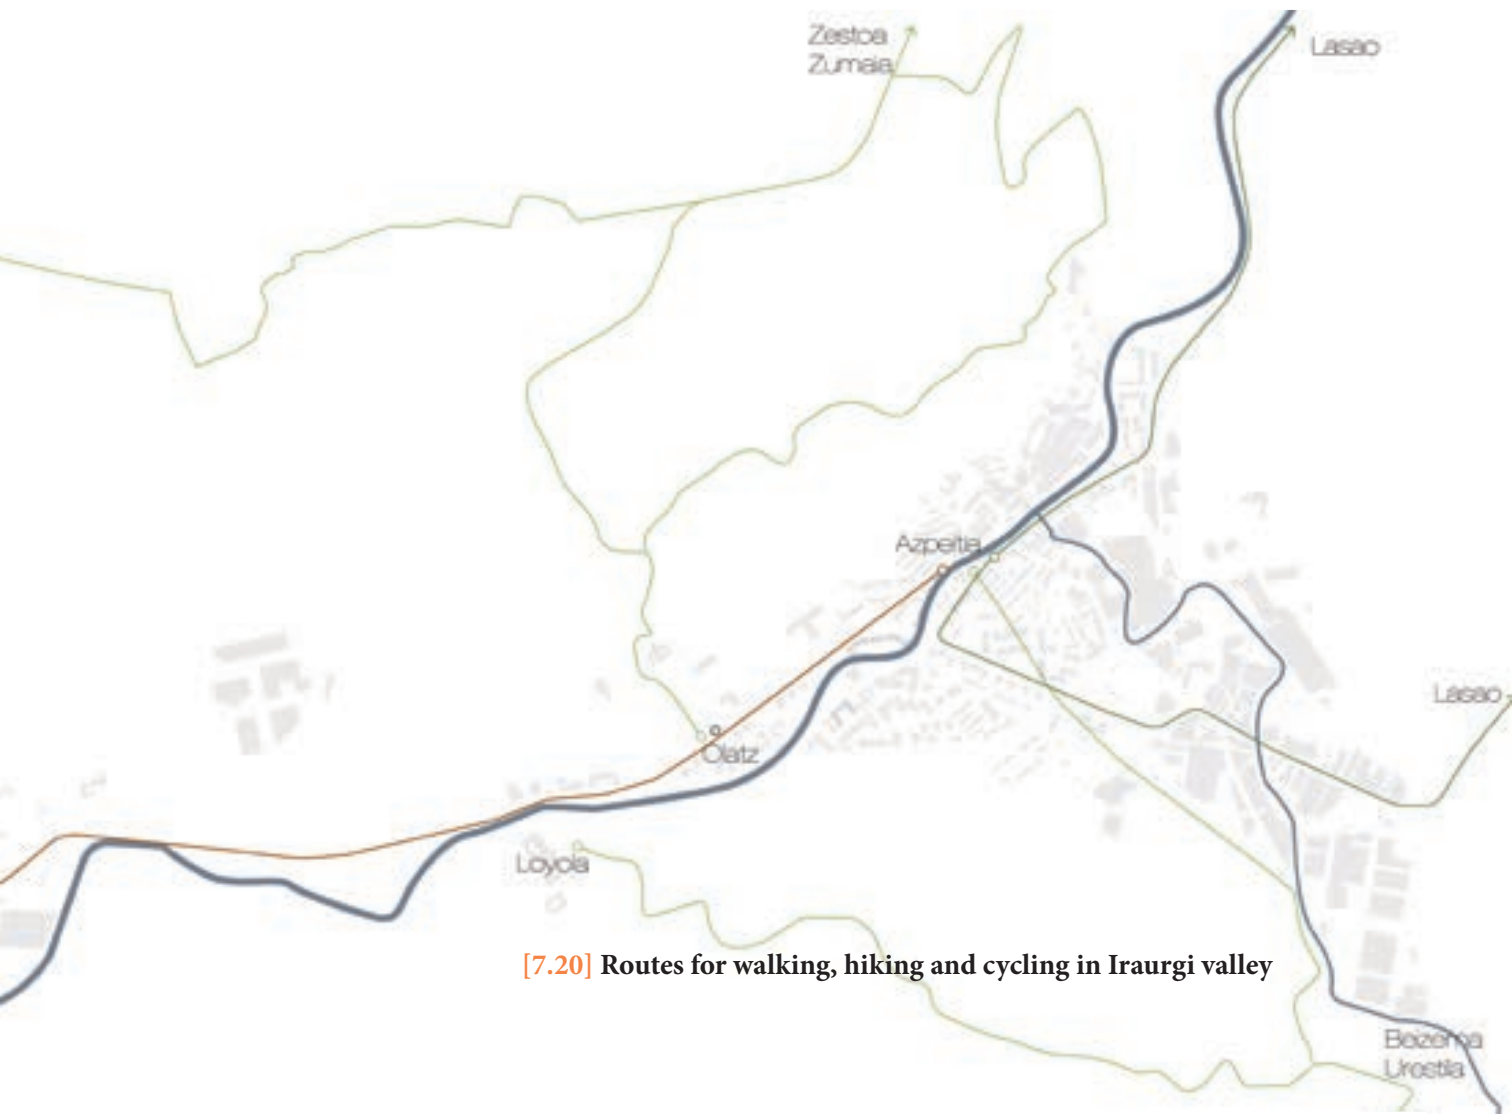 Zestoa
Zumaia
Lasao
Azpeitia
Lasao
Olatz
Loyola
[7.20] Routes for walking, hiking and cycling in Iraurgi valley
Beizema
Urestila